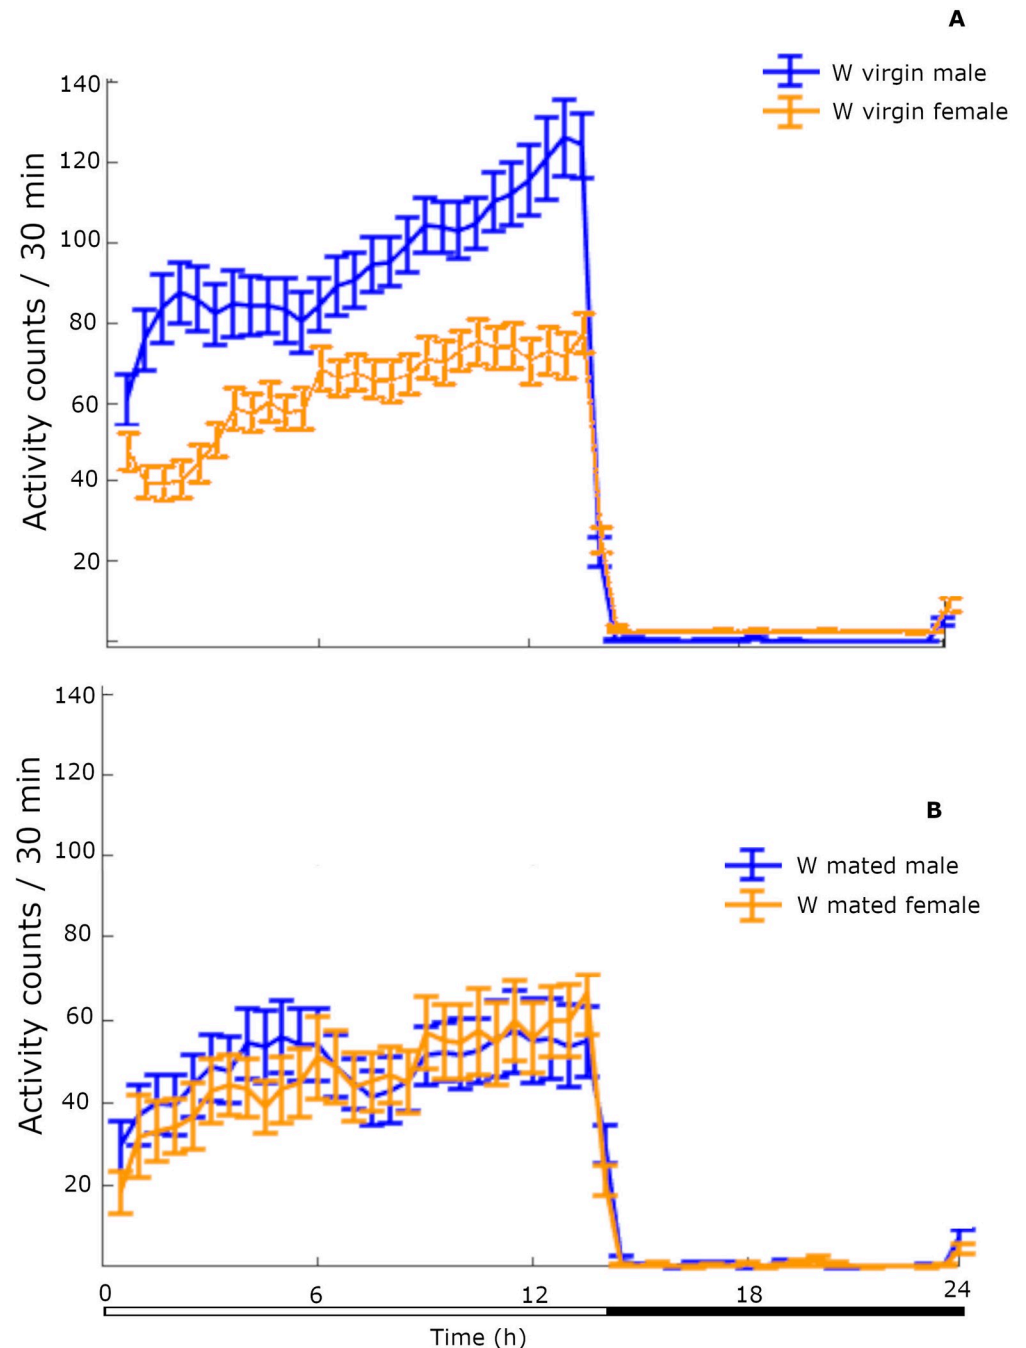 A
W virgin male
W virgin female
140
120
100
80
60
40
20
Activity counts / 30 min
B
W mated male
W mated female
140
120
100
80
60
40
20
Activity counts / 30 min
0 6 12 18 24
Time (h)